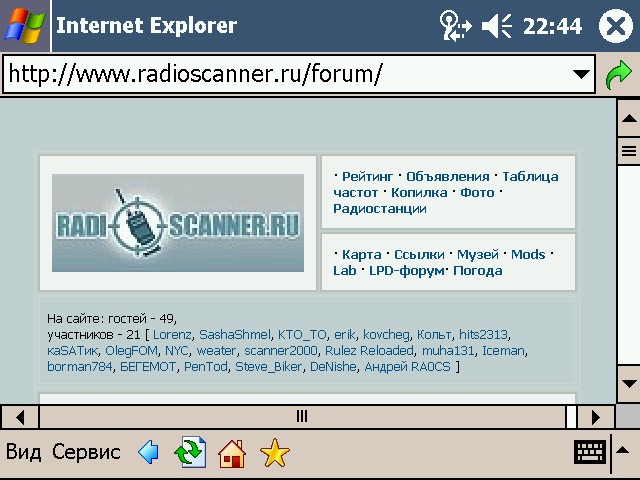 Internet Explorer 22:44
http://www.radioscanner.ru/forum/
RADIOSCANNER.RU
· Рейтинг · Объявления · Таблица
частот · Копилка · Фото ·
Радиостанции
· Карта · Ссылки · Музей · Mods ·
Lab · LPD-форум· Погода
На сайте: гостей - 49,
участников - 21 [ Lorenz, SashaShmel, KTO_TO, erik, kovcheg, Кольт, hits2313,
каSATик, OlegFOM, NYC, weater, scanner2000, Rulez Reloaded, muha131, Iceman,
borman784, БЕГЕМОТ, PenTod, Steve_Biker, DeNishe, Андрей RA0CS ]
Вид Сервис